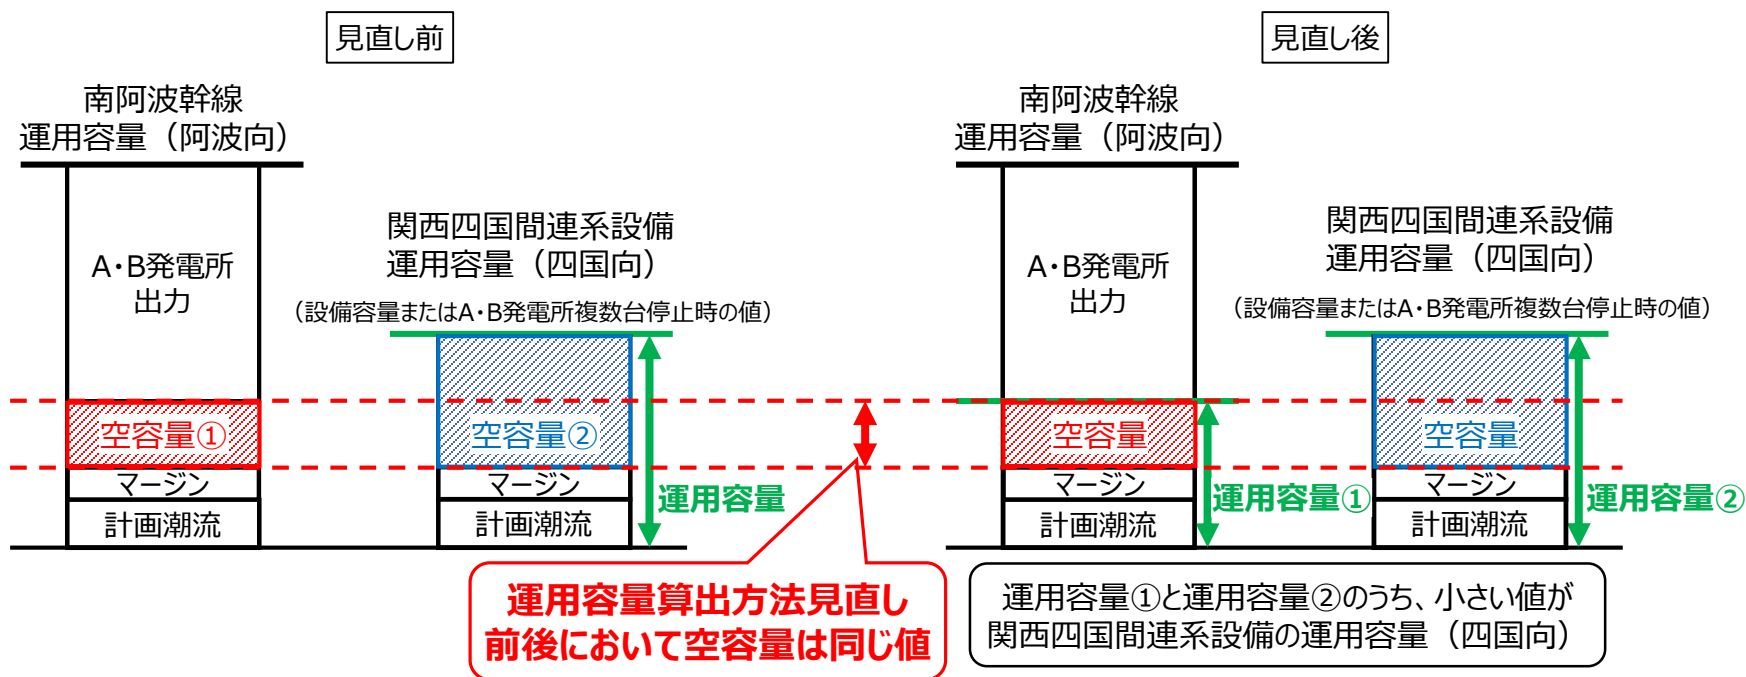 見直し前
南阿波幹線
運用容量（阿波向）
A・B発電所
出力
関西四国間連系設備
運用容量（四国向）
（設備容量またはA・B発電所複数台停止時の値）
空容量①
マージン
計画潮流
空容量②
マージン
計画潮流
運用容量
運用容量算出方法見直し
前後において空容量は同じ値
見直し後
南阿波幹線
運用容量（阿波向）
A・B発電所
出力
関西四国間連系設備
運用容量（四国向）
（設備容量またはA・B発電所複数台停止時の値）
空容量
マージン
計画潮流
運用容量①
空容量
マージン
計画潮流
運用容量②
運用容量①と運用容量②のうち、小さい値が
関西四国間連系設備の運用容量（四国向）